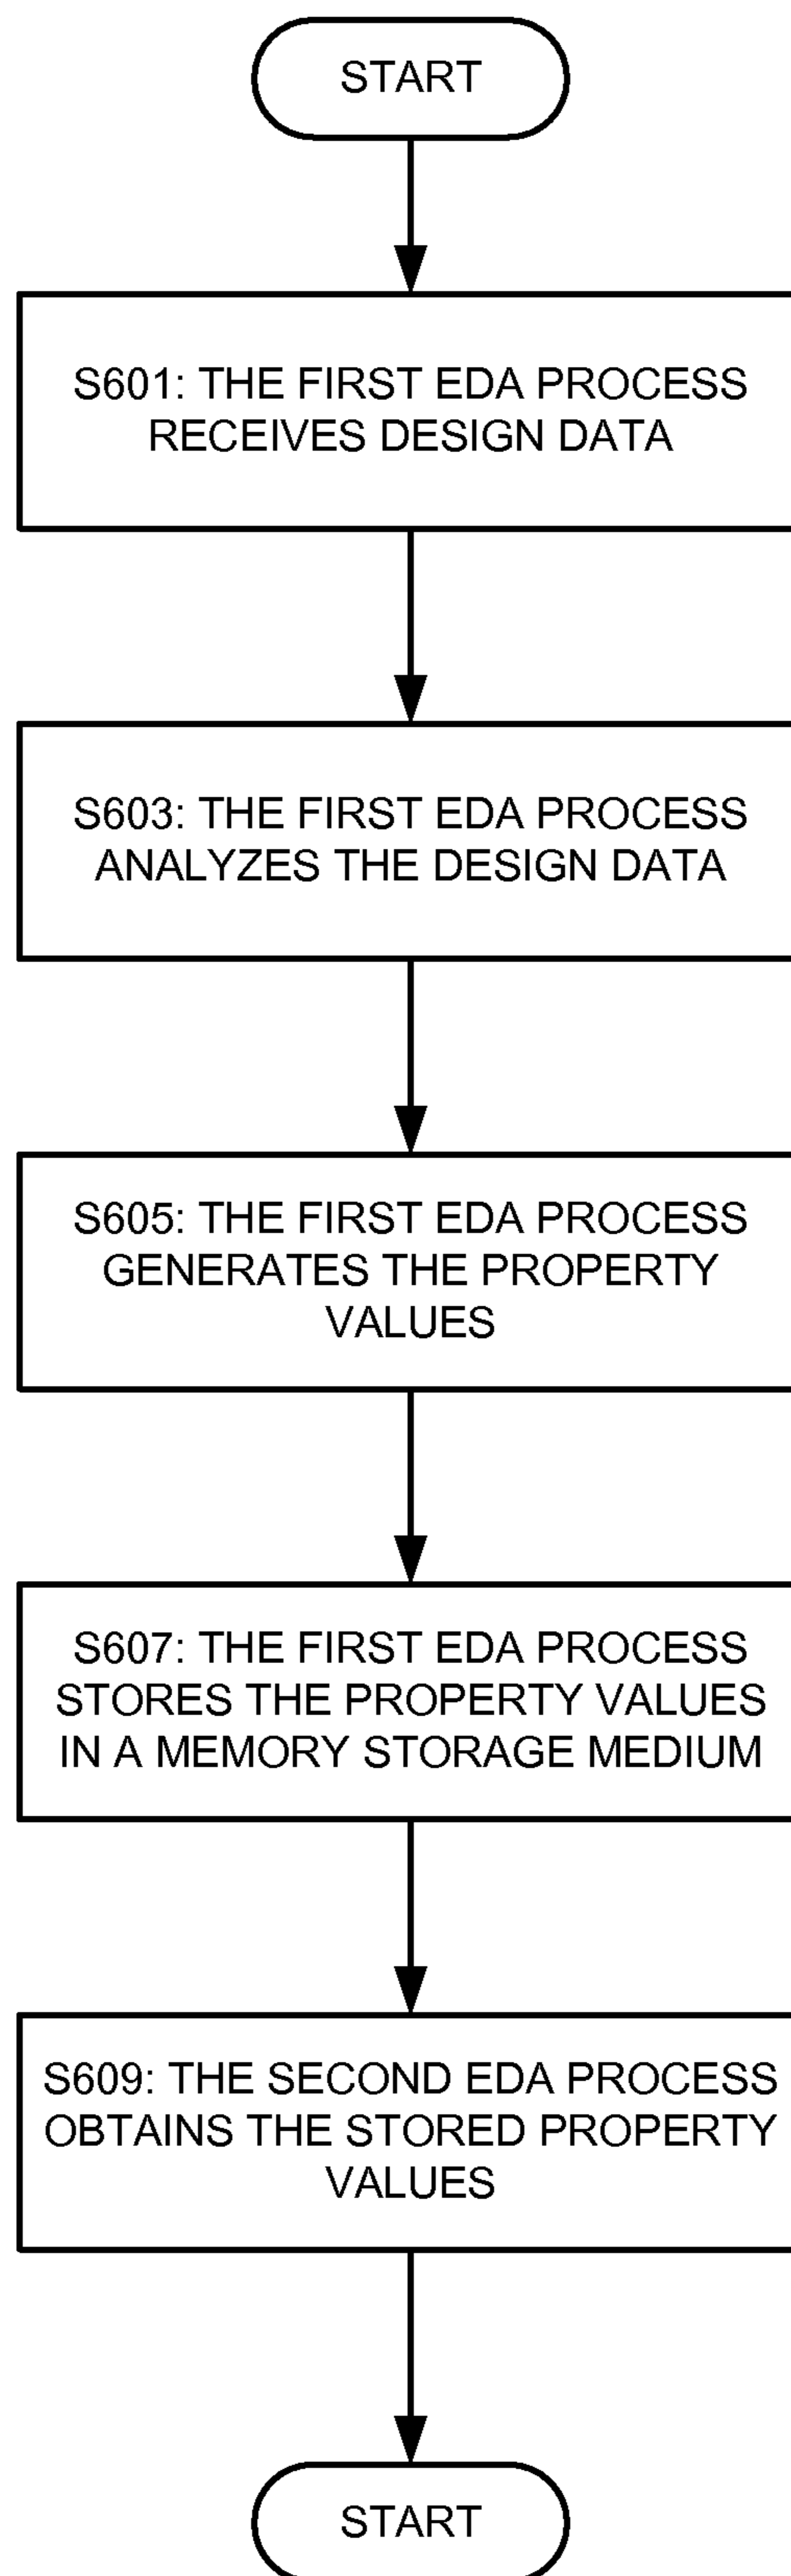 START
S601: THE FIRST EDA PROCESS
RECEIVES DESIGN DATA
S603: THE FIRST EDA PROCESS
ANALYZES THE DESIGN DATA
S605: THE FIRST EDA PROCESS
GENERATES THE PROPERTY
VALUES
S607: THE FIRST EDA PROCESS
STORES THE PROPERTY VALUES
IN A MEMORY STORAGE MEDIUM
S609: THE SECOND EDA PROCESS
OBTAINS THE STORED PROPERTY
VALUES
START